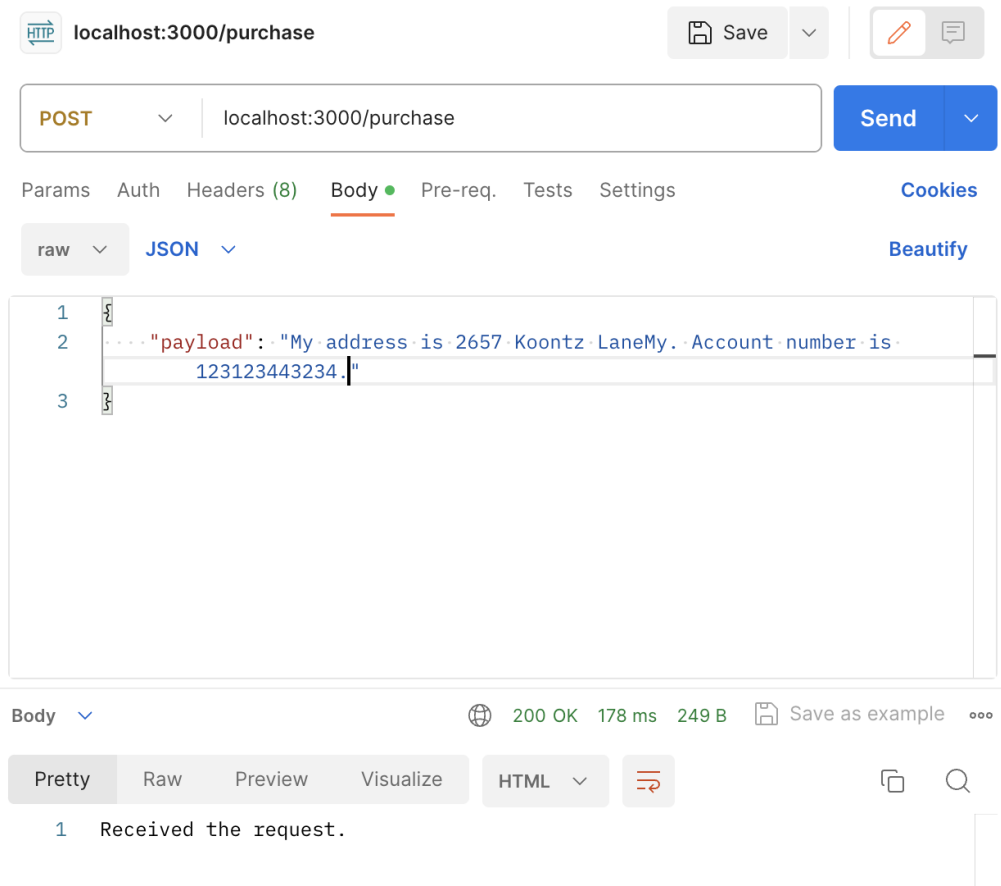 HTTP localhost:3000/purchase Save
POST localhost:3000/purchase Send
Params Auth Headers (8) Body Pre-req. Tests Settings Cookies
raw JSON Beautify
1 {
2 "payload": "My address is 2657 Koontz LaneMy. Account number is
123123443234."
3 }
Body 200 OK 178 ms 249 B Save as example
Pretty Raw Preview Visualize HTML
1 Received the request.